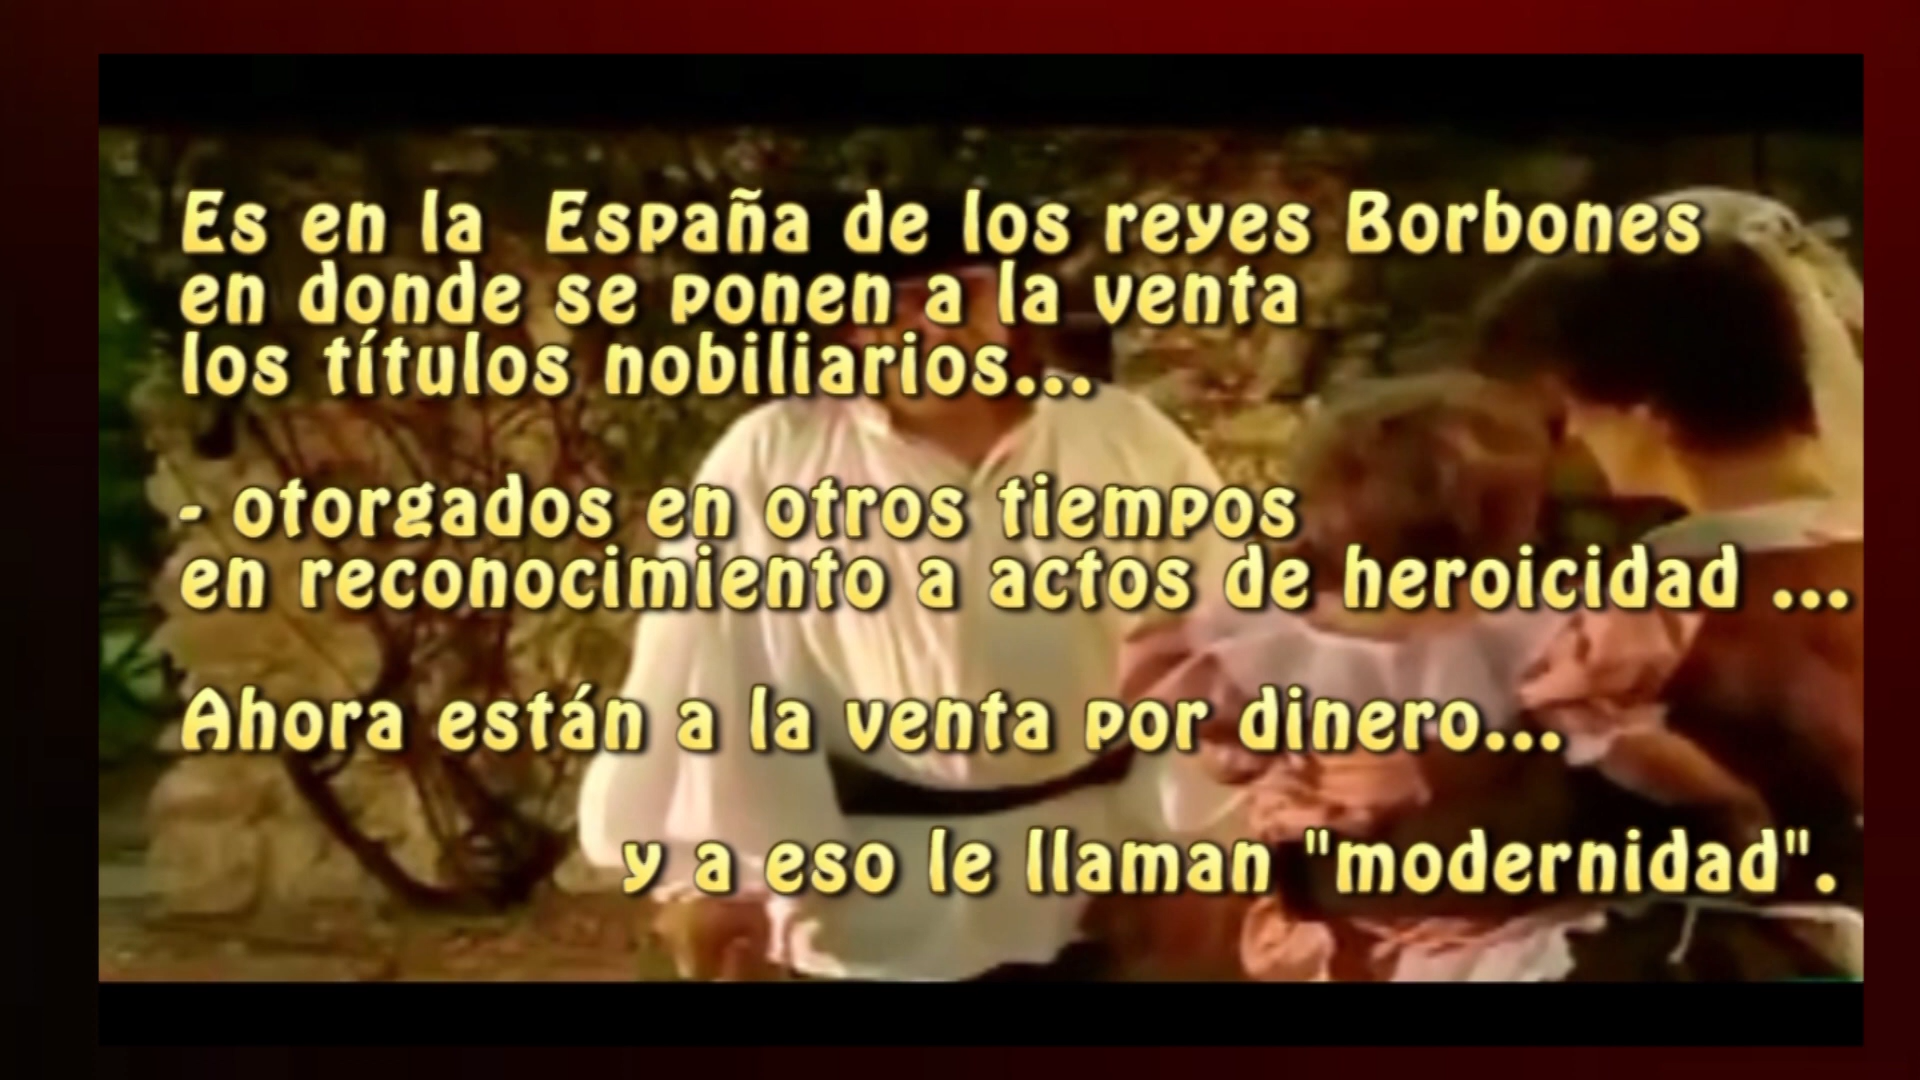 Es en la España de los reyes Borbones
en donde se ponen a la venta
los títulos nobiliarios...
- otorgados en otros tiempos
en reconocimiento a actos de heroicidad ...
Ahora están a la venta por dinero...
y a eso le llaman "modernidad".